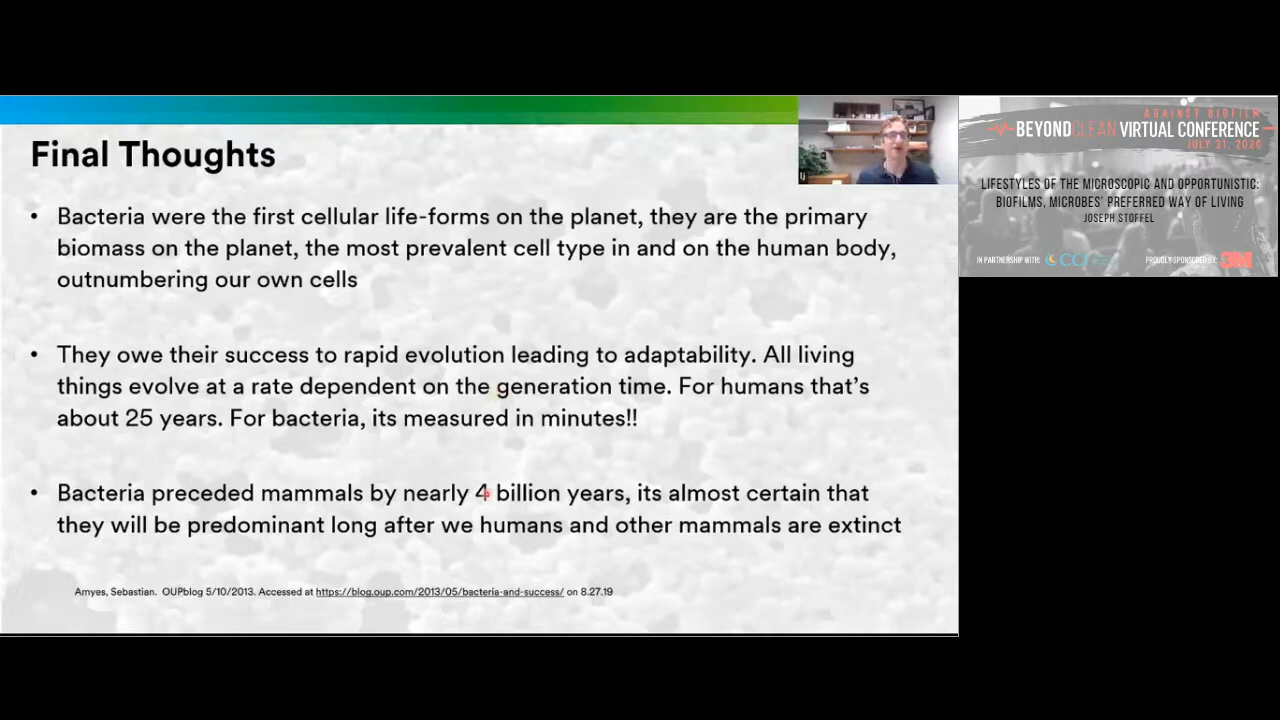 Final Thoughts
• Bacteria were the first cellular life-forms on the planet, they are the primary
biomass on the planet, the most prevalent cell type in and on the human body,
outnumbering our own cells
• They owe their success to rapid evolution leading to adaptability. All living
things evolve at a rate dependent on the generation time. For humans that's
about 25 years. For bacteria, its measured in minutes!!
• Bacteria preceded mammals by nearly 4 billion years, its almost certain that
they will be predominant long after we humans and other mammals are extinct
Amyes, Sebastian. OUPblog 5/10/2013. Accessed at https://blog.oup.com/2013/05/bacteria-and-success/ on 8.27.19
AGAINST BIOFILM
BEYONDCLEAN VIRTUAL CONFERENCE
JULY 31, 2020
LIFESTYLES OF THE MICROSCOPIC AND OPPORTUNISTIC:
BIOFILMS, MICROBES' PREFERRED WAY OF LIVING
JOSEPH STOFFEL
IN PARTNERSHIP WITH: CCI PROUDLY SPONSORED BY: 3M